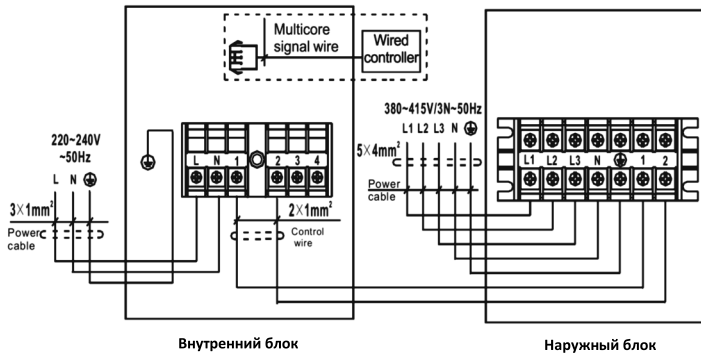 Multicore
signal wire
Wired
controller
220~240V
~50Hz
L N
3×1mm²
Power
cable
L N 1 2 3 4
2×1mm²
Control
wire
380~415V/3N~50Hz
L1 L2 L3 N
5×4mm²
Power
cable
L1 L2 L3 N 1 2
Внутренний блок
Наружный блок